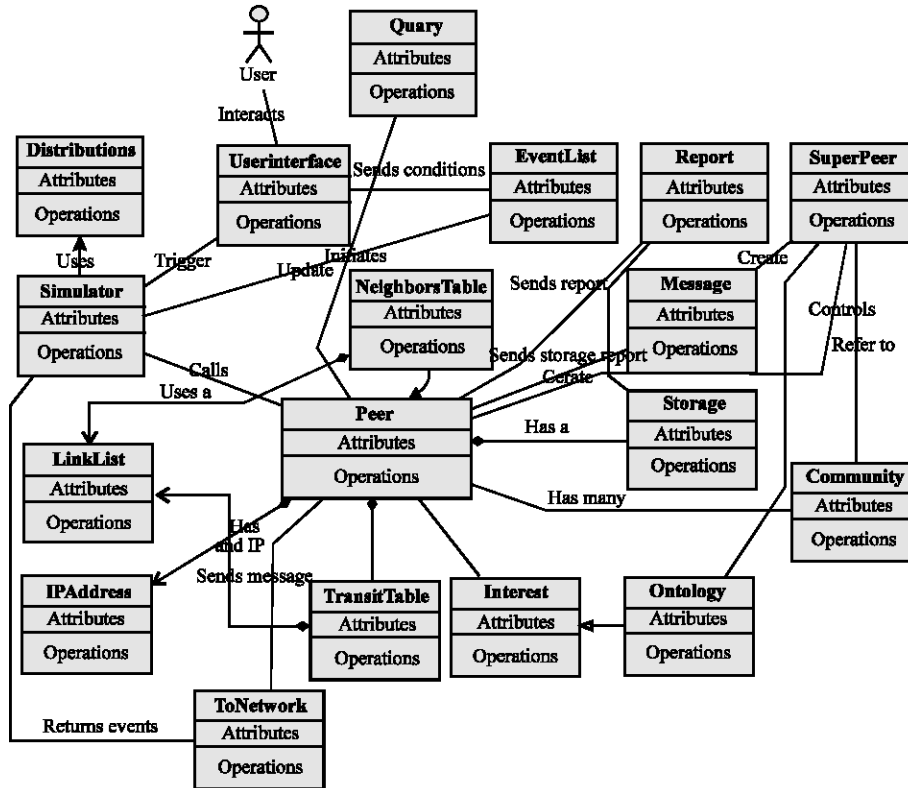 Quary
Attributes
Operations
User
Interacts
Distributions
Attributes
Operations
Userinterface
Attributes
Operations
Sends conditions
EventList
Attributes
Operations
Report
Attributes
Operations
SuperPeer
Attributes
Operations
Uses
Trigger
Update
Initiates
Create
Simulator
Attributes
Operations
NeighborsTable
Attributes
Operations
Sends report
Message
Attributes
Operations
Controls
Refer to
Sends storage report
Cerate
Calls
Uses a
Peer
Attributes
Operations
Has a
Storage
Attributes
Operations
LinkList
Attributes
Operations
Has many
Community
Attributes
Operations
Has
and IP
Sends message
IPAddress
Attributes
Operations
TransitTable
Attributes
Operations
Interest
Attributes
Operations
Ontology
Attributes
Operations
Returns events
ToNetwork
Attributes
Operations